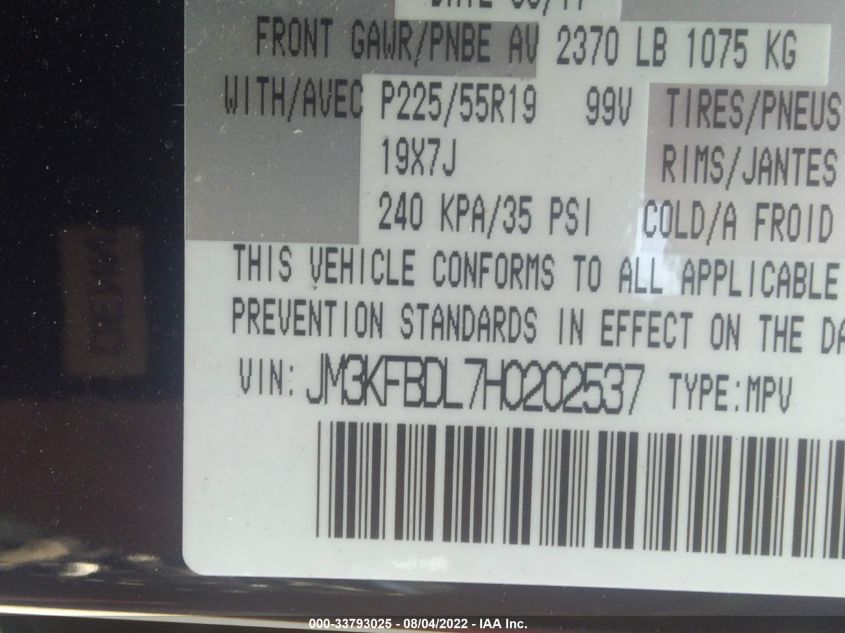 FRONT GAWR/PNBE AV 2370 LB 1075 KG
WITH/AVEC P225/55R19 99V TIRES/PNEUS
19X7J RIMS/JANTES
240 KPA/35 PSI COLD/A FROID
THIS VEHICLE CONFORMS TO ALL APPLICABLE
PREVENTION STANDARDS IN EFFECT ON THE DA
VIN: JM3KFBDL7H0202537 TYPE:MPV
000-33793025 - 08/04/2022 - IAA Inc.